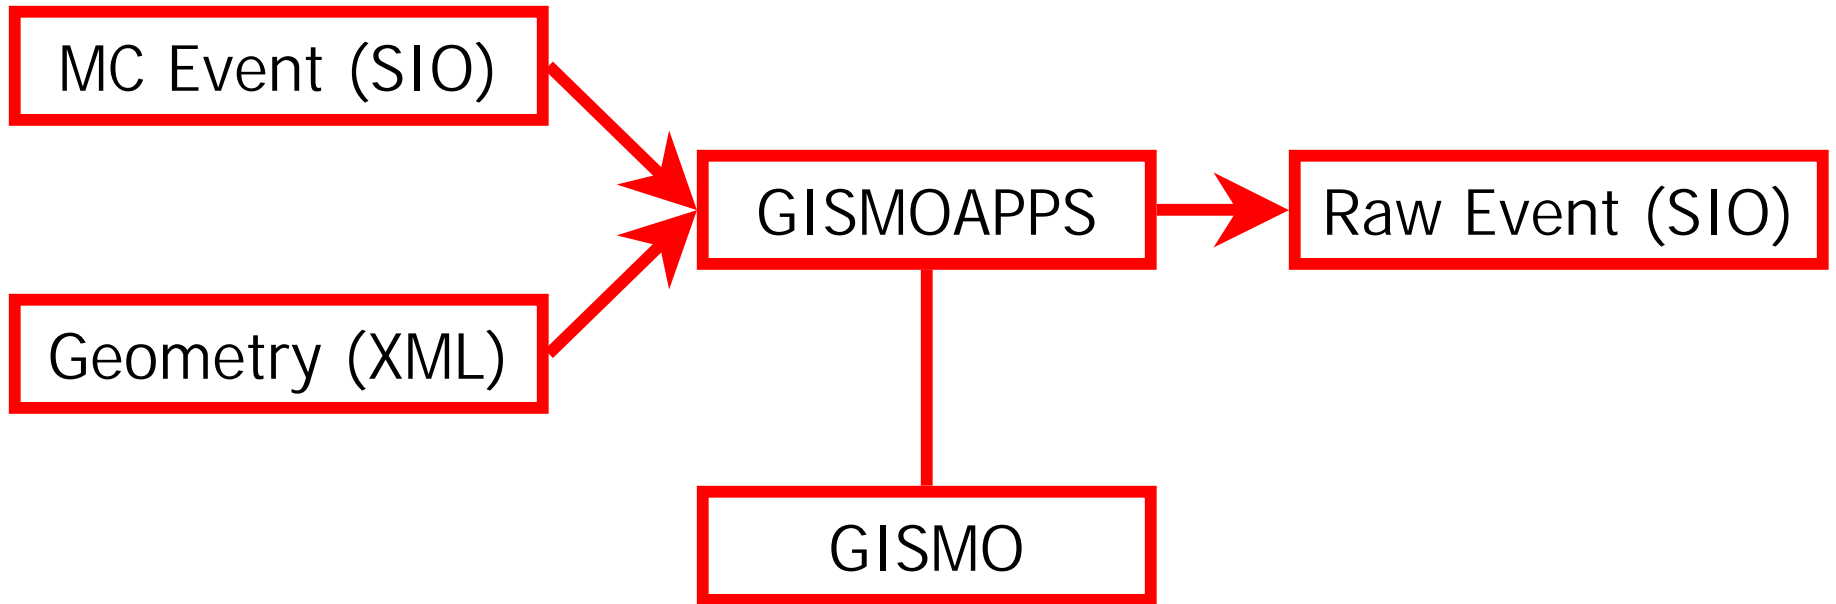 MC Event (SIO)
GISMOAPPS
Raw Event (SIO)
Geometry (XML)
GISMO